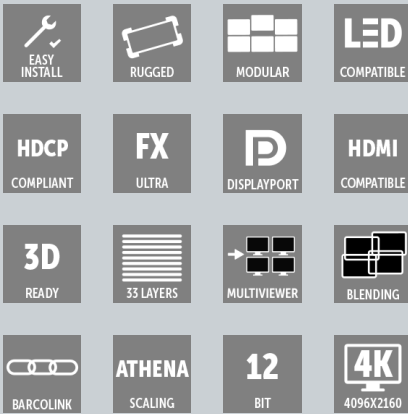 EASY
INSTALL
RUGGED
MODULAR
LED
COMPATIBLE
HDCP
COMPLIANT
FX
ULTRA
DISPLAYPORT
HDMI
COMPATIBLE
3D
READY
33 LAYERS
MULTIVIEWER
BLENDING
BARCOLINK
ATHENA
SCALING
12
BIT
4K
4096X2160